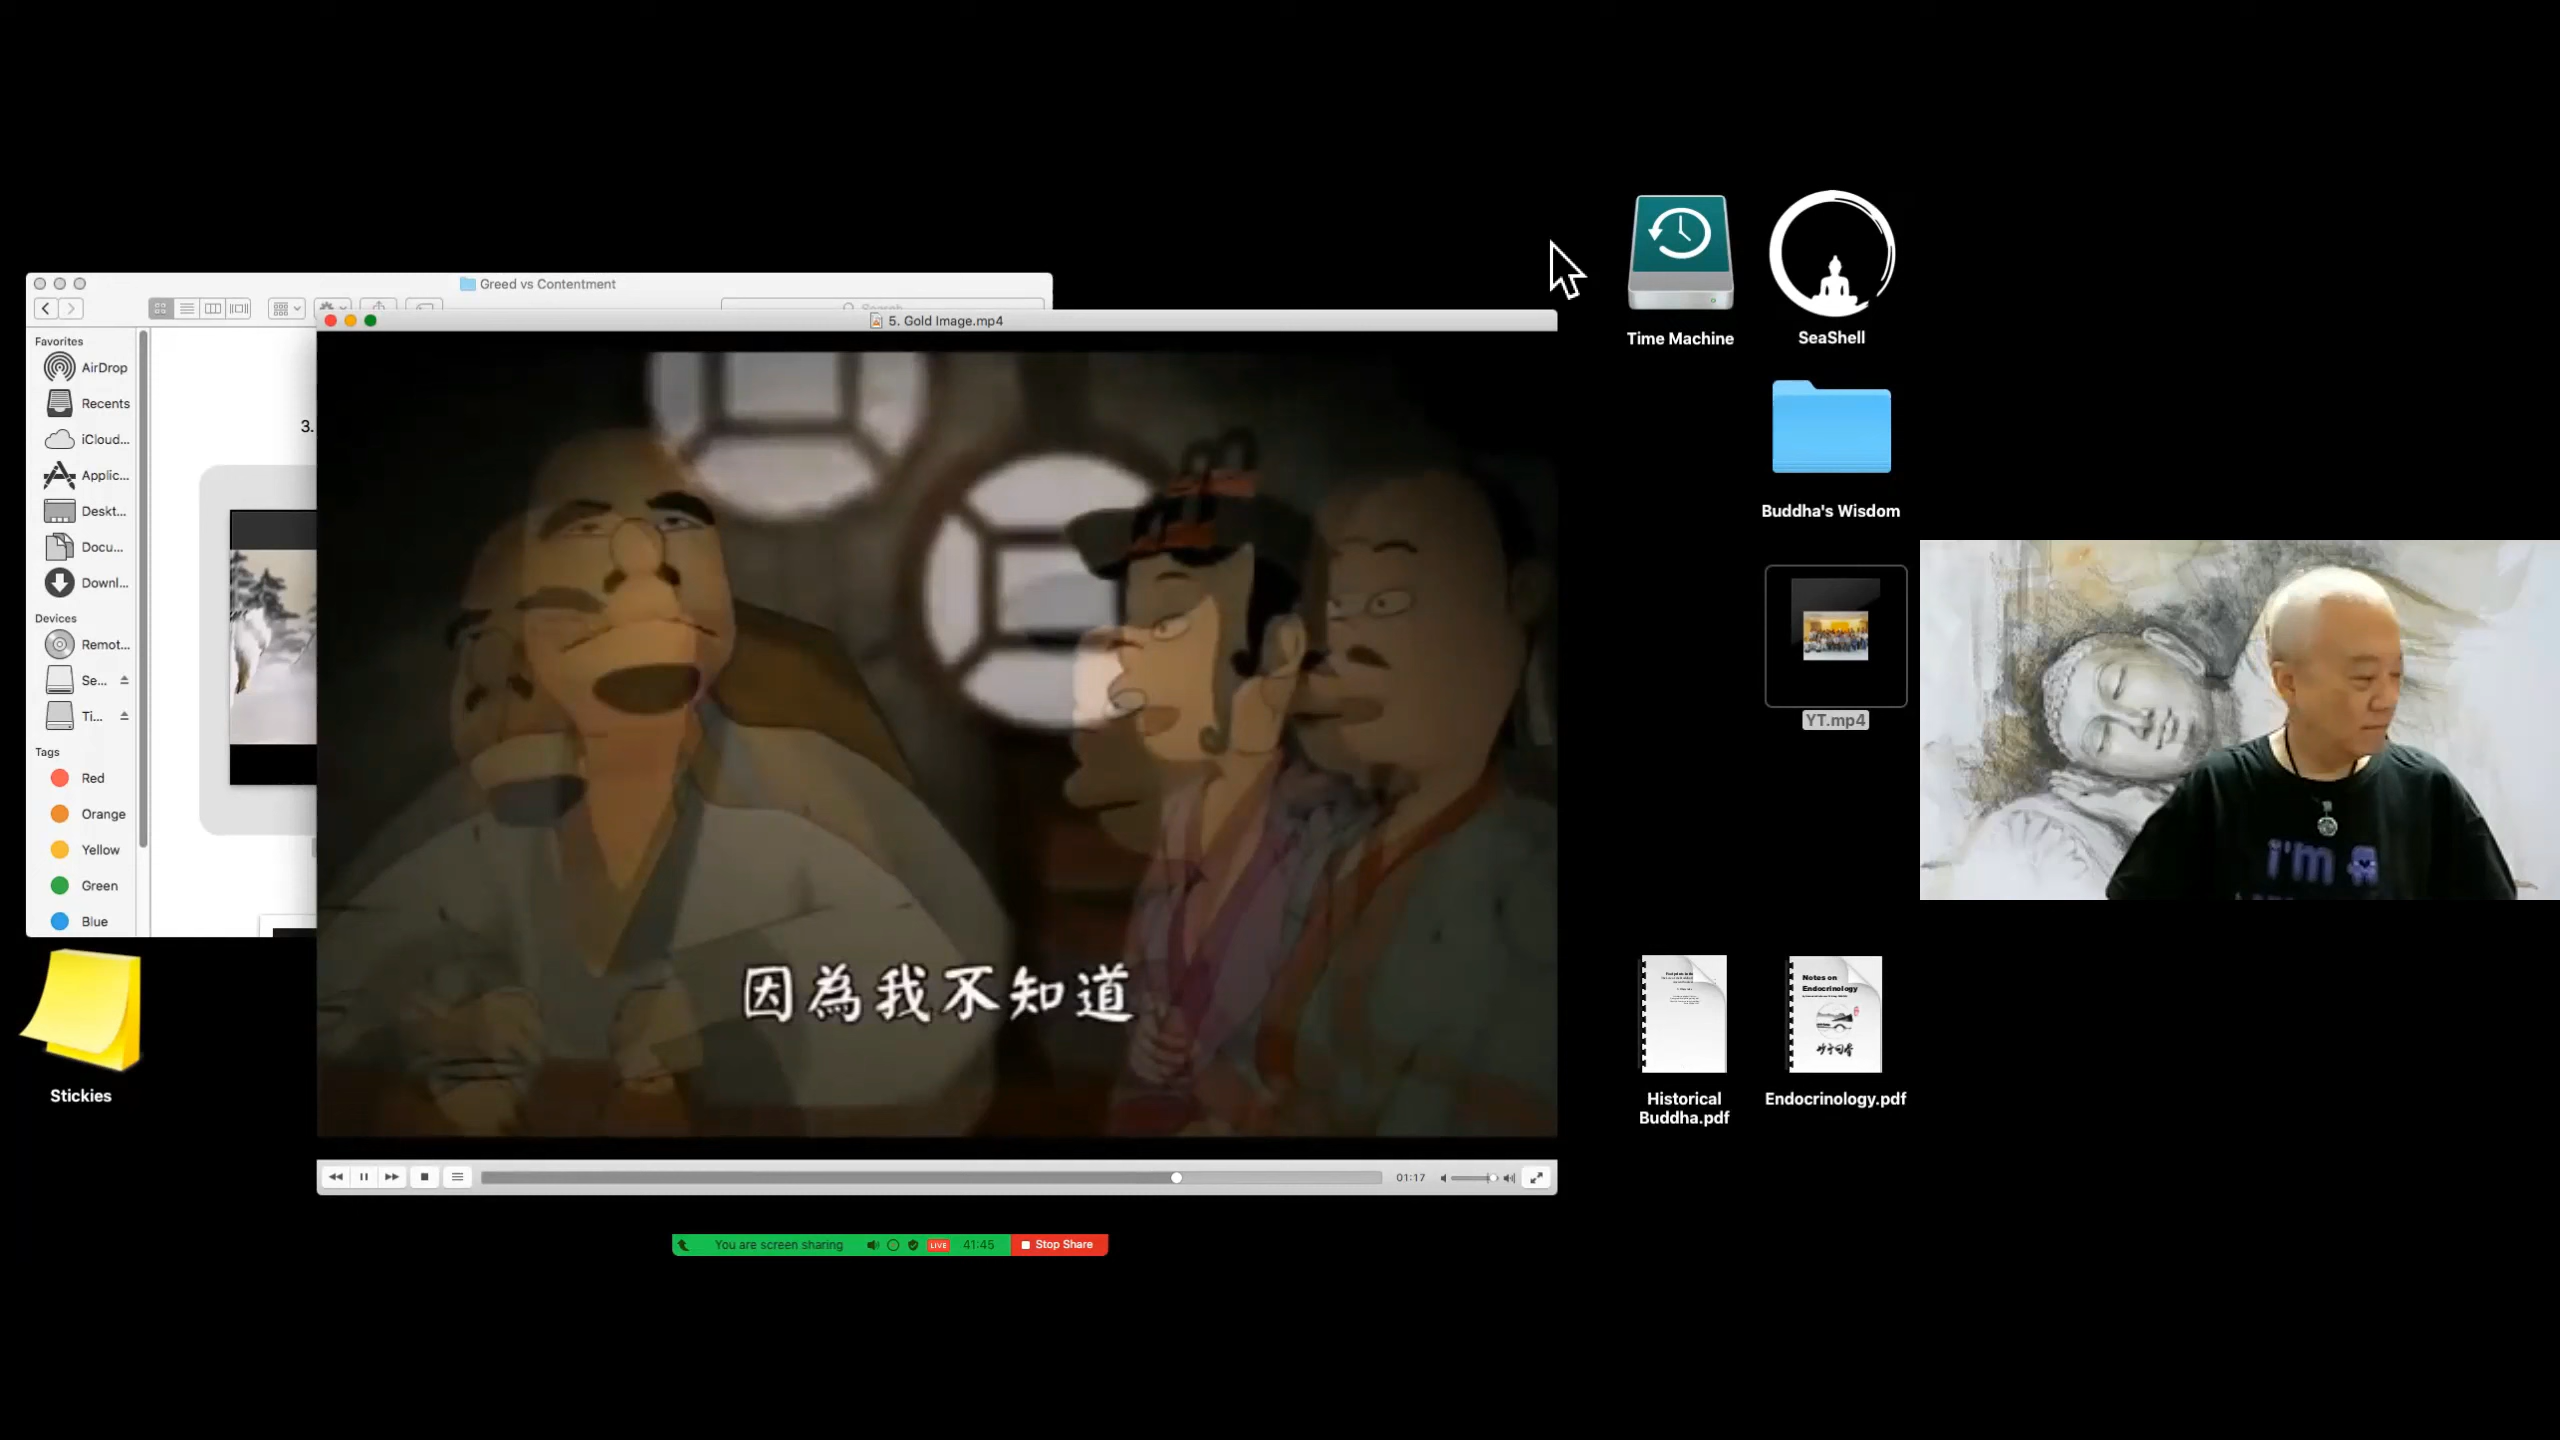 Greed vs Contentment
Search
5. Gold Image.mp4
Favorites
AirDrop
Recents
iCloud...
Applic...
Deskt...
Docu...
Downl...
Devices
Remot...
Se...
Ti...
Tags
Red
Orange
Yellow
Green
Blue
3.
因為我不知道
01:17
You are screen sharing
LIVE
41:45
Stop Share
Stickies
Time Machine
SeaShell
Buddha's Wisdom
YT.mp4
i'm a
Historical
Buddha.pdf
Notes on
Endocrinology
Endocrinology.pdf